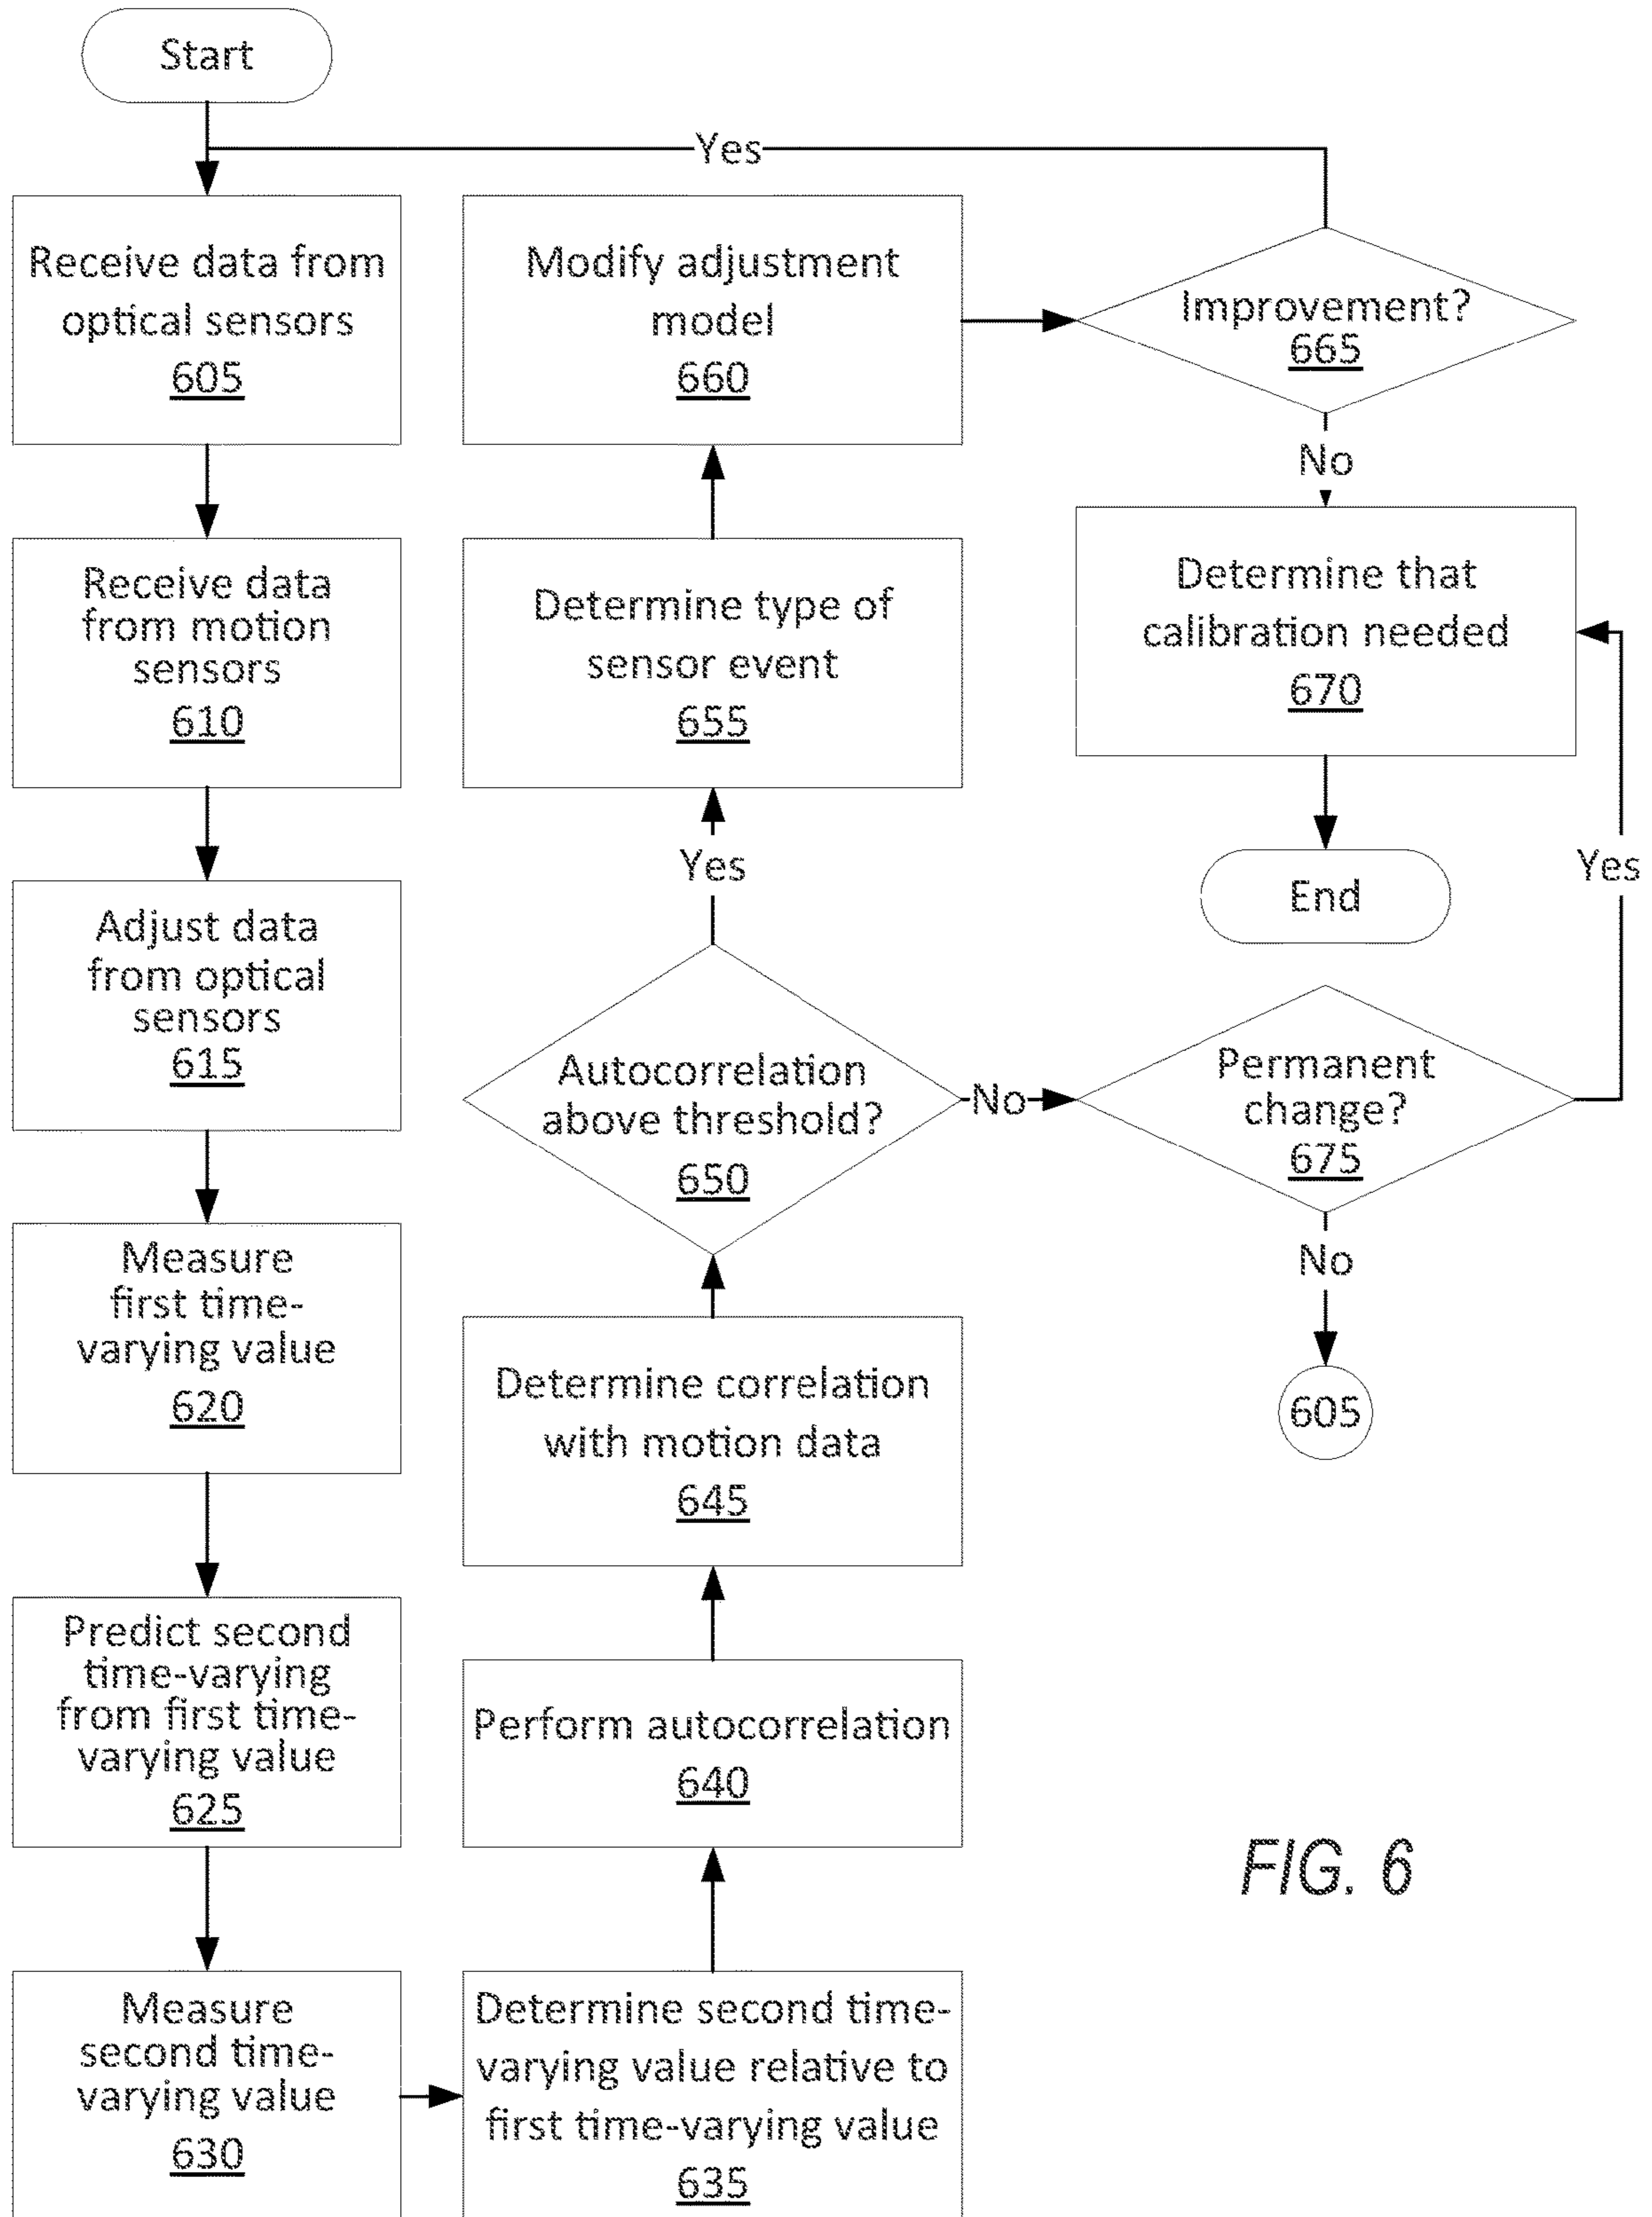 Start
Receive data from
optical sensors
605
Receive data
from motion
sensors
610
Adjust data
from optical
sensors
615
Measure
first time-
varying value
620
Predict second
time-varying
from first time-
varying value
625
Measure
second time-
varying value
630
Determine second time-
varying value relative to
first time-varying value
635
Perform autocorrelation
640
Determine correlation
with motion data
645
Autocorrelation
above threshold?
650
Yes
No
Determine type of
sensor event
655
Modify adjustment
model
660
Improvement?
665
Yes
No
Determine that
calibration needed
670
End
Permanent
change?
675
Yes
No
605
FIG. 6